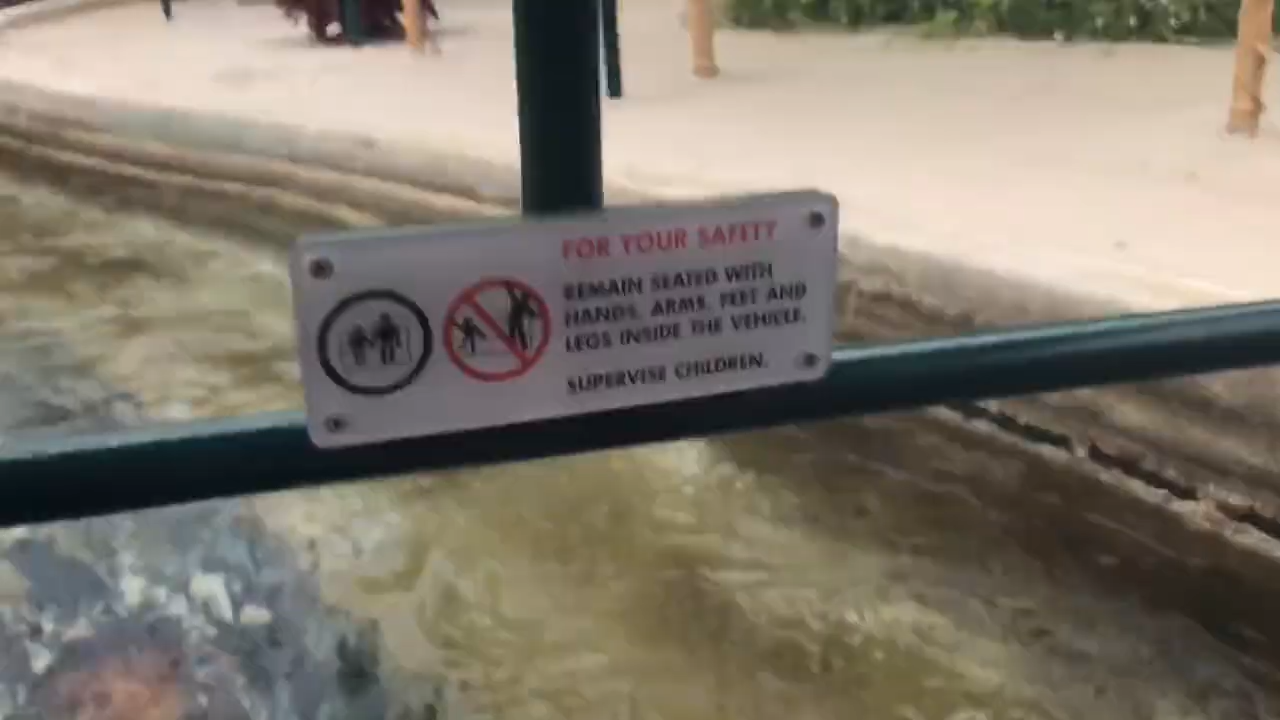 FOR YOUR SAFETY
REMAIN SEATED WITH
HANDS, ARMS, FEET AND
LEGS INSIDE THE VEHICLE.
SUPERVISE CHILDREN.